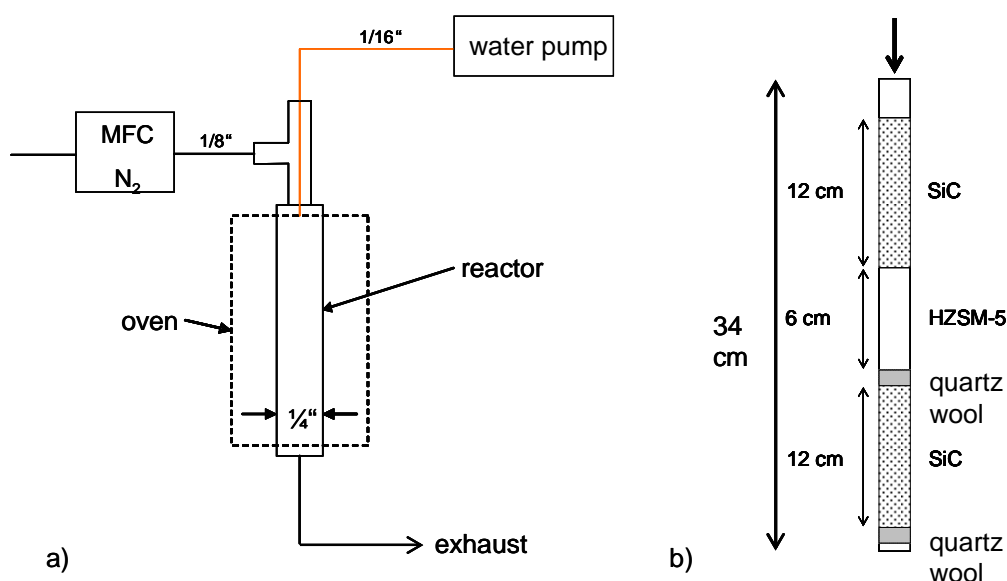 1/16“
water pump
MFC
N₂
1/8“
reactor
oven
¼“
exhaust
a)
12 cm
SiC
34
cm
6 cm
HZSM-5
quartz
wool
12 cm
SiC
quartz
wool
b)